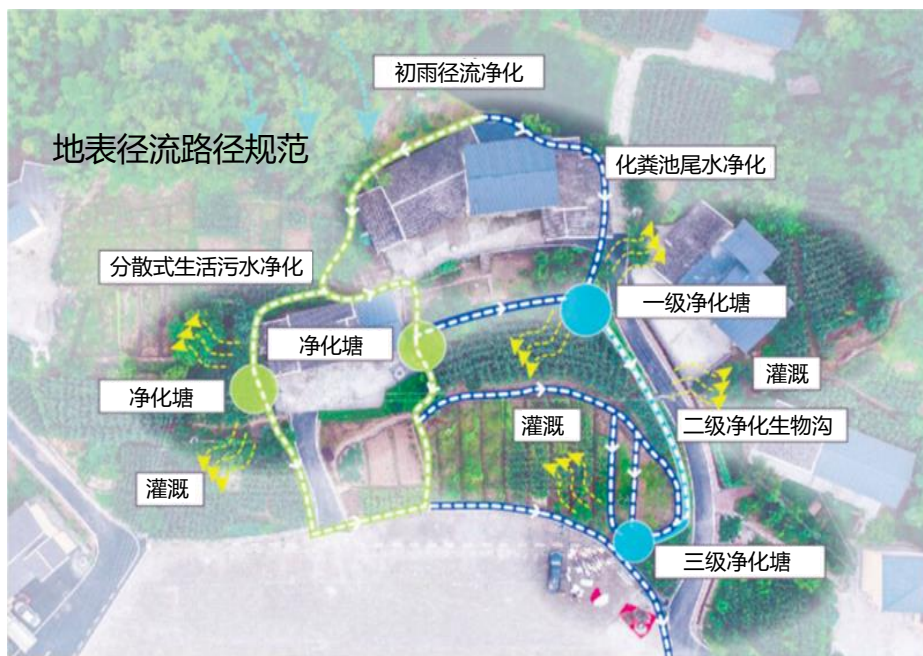 初雨径流净化
地表径流路径规范
化粪池尾水净化
分散式生活污水净化
一级净化塘
净化塘
净化塘
灌溉
灌溉
二级净化生物沟
灌溉
三级净化塘